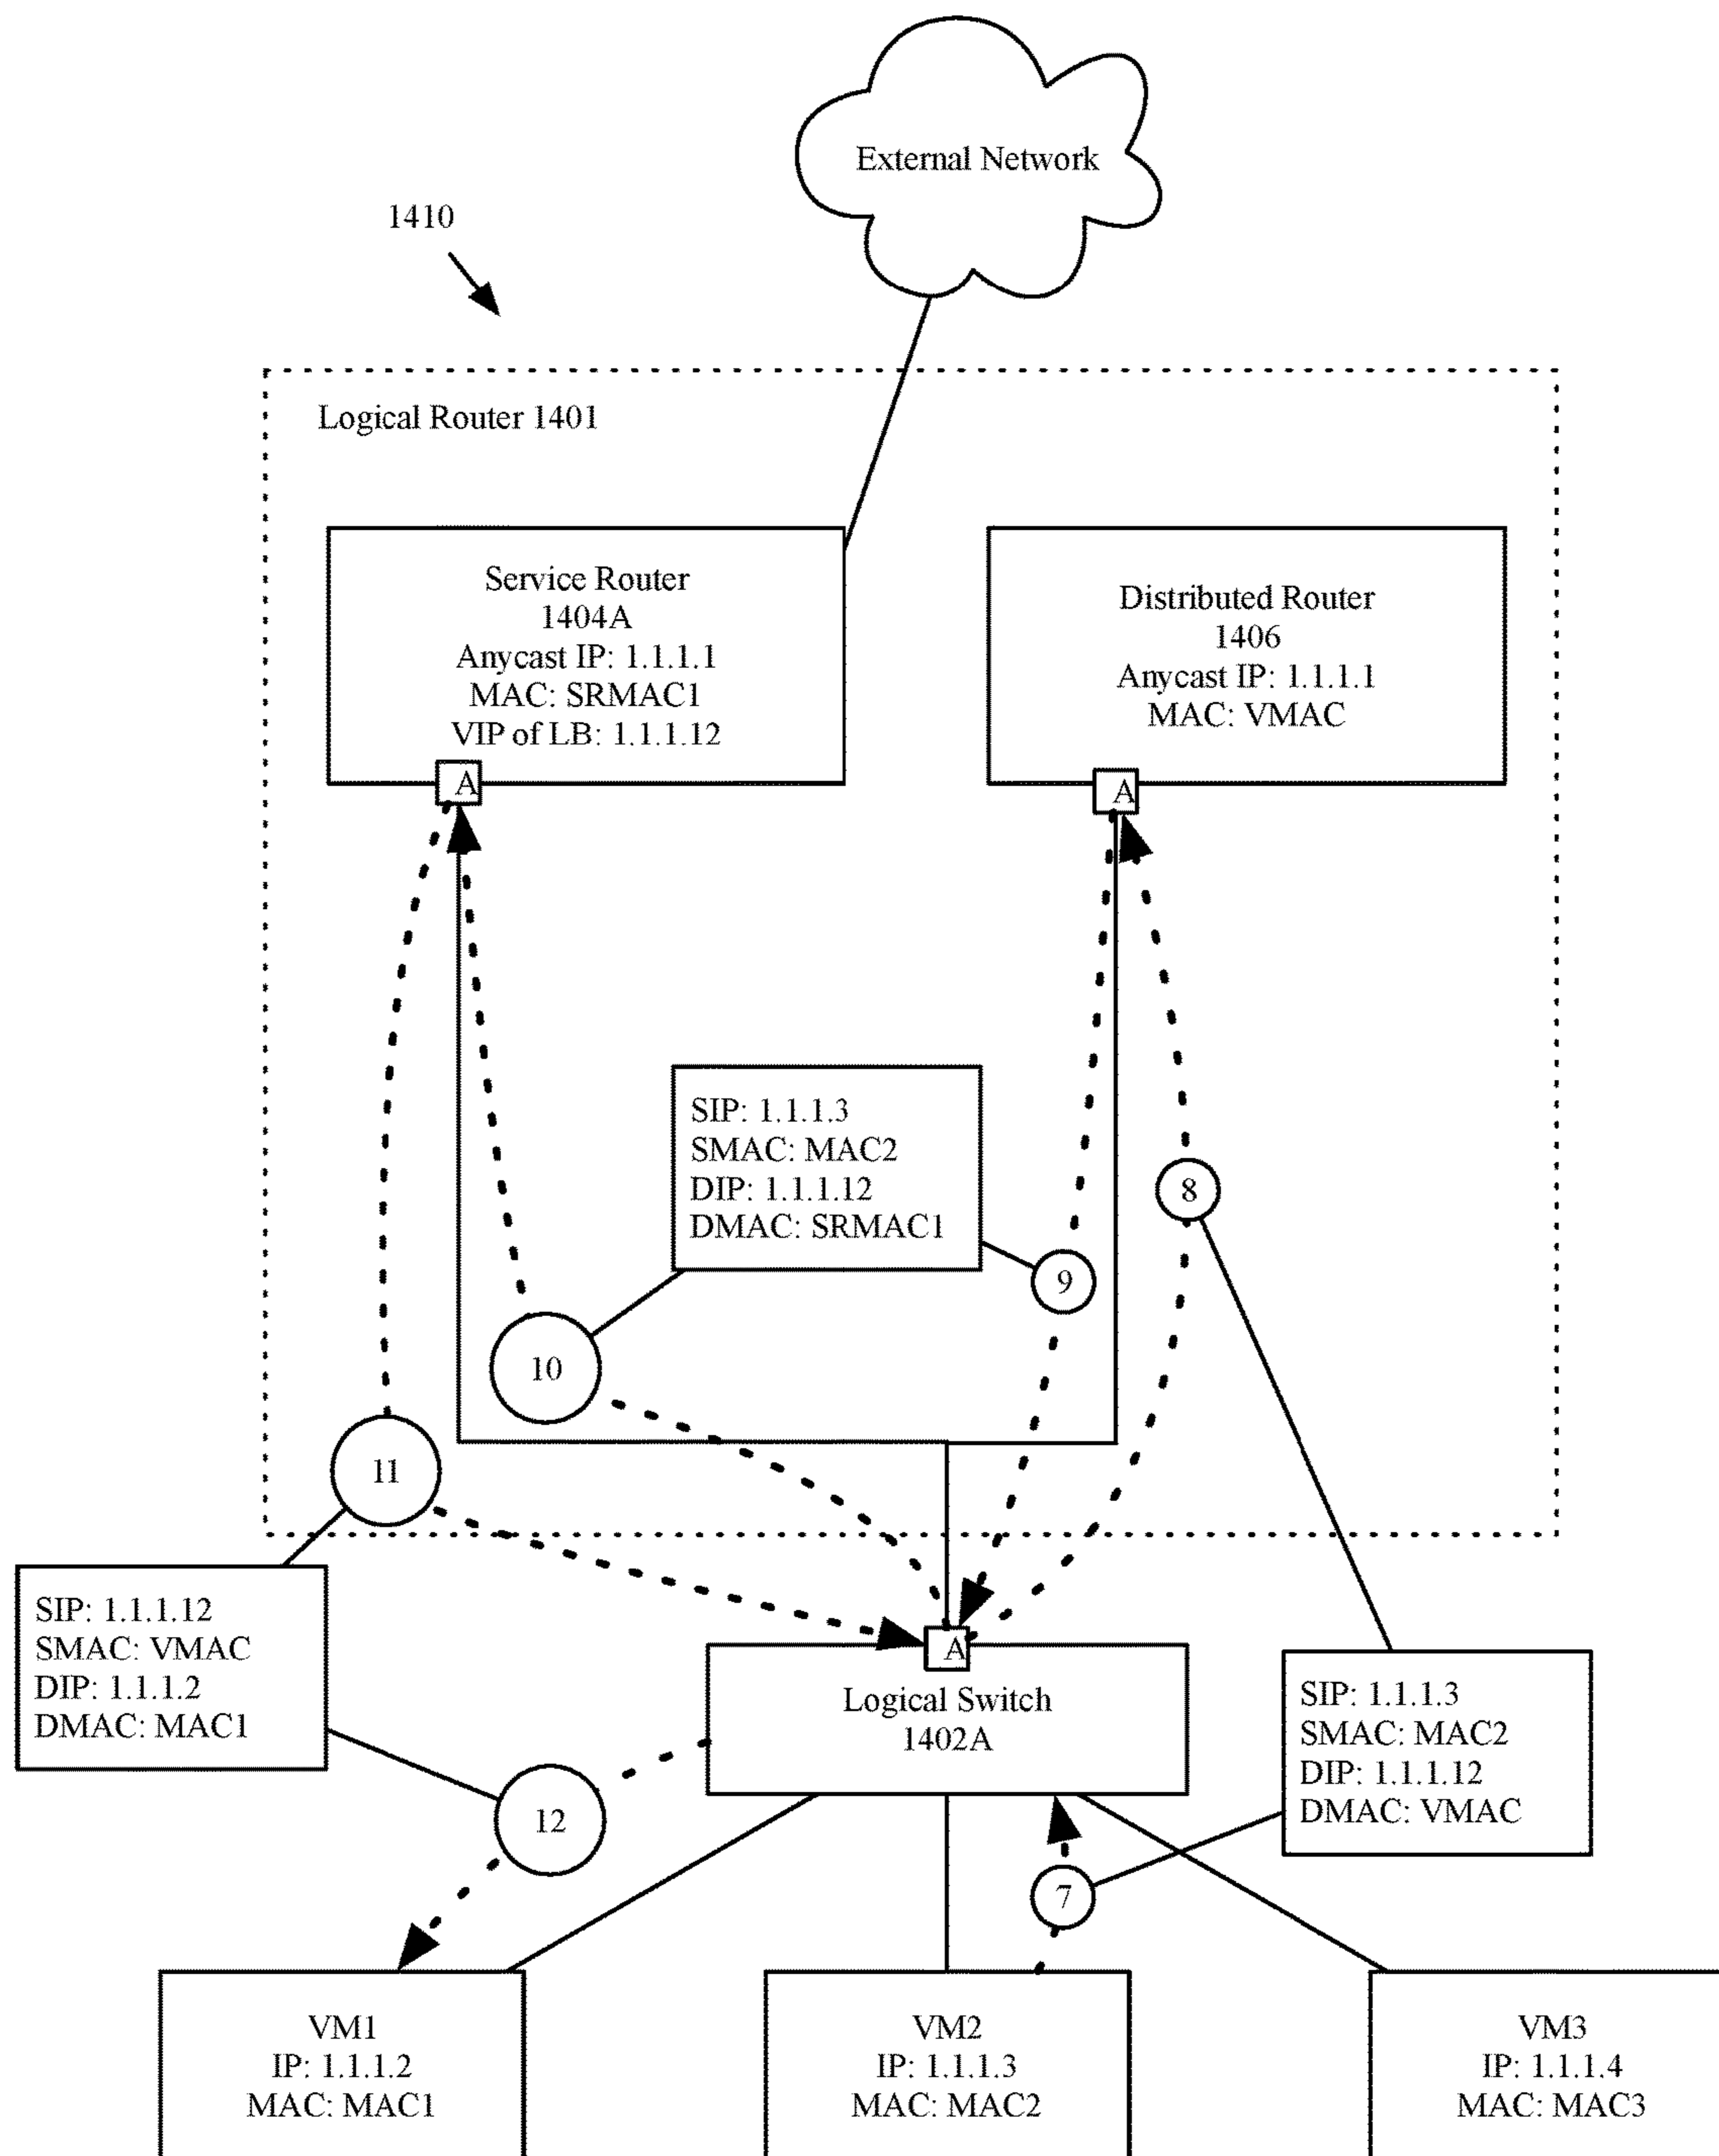 External Network
1410
Logical Router 1401
Service Router
1404A
Anycast IP: 1.1.1.1
MAC: SRMAC1
VIP of LB: 1.1.1.12
A
Distributed Router
1406
Anycast IP: 1.1.1.1
MAC: VMAC
A
SIP: 1.1.1.3
SMAC: MAC2
DIP: 1.1.1.12
DMAC: SRMAC1
8
9
10
11
SIP: 1.1.1.12
SMAC: VMAC
DIP: 1.1.1.2
DMAC: MAC1
A
Logical Switch
1402A
SIP: 1.1.1.3
SMAC: MAC2
DIP: 1.1.1.12
DMAC: VMAC
12
7
VM1
IP: 1.1.1.2
MAC: MAC1
VM2
IP: 1.1.1.3
MAC: MAC2
VM3
IP: 1.1.1.4
MAC: MAC3